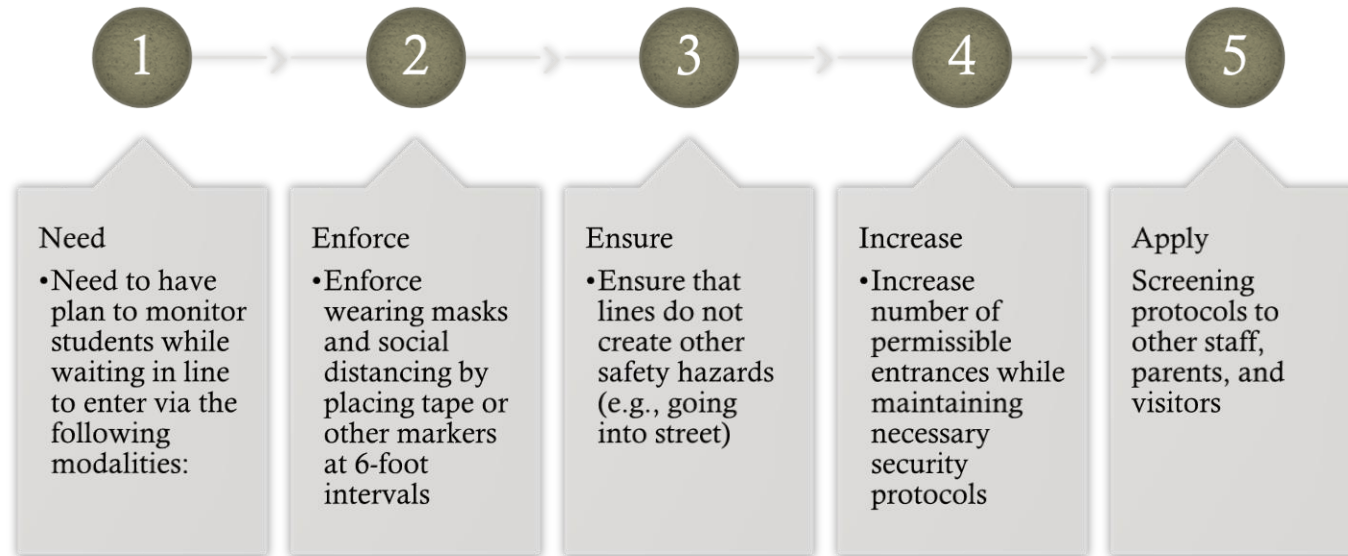 1
2
3
4
5
Need
•Need to have
plan to monitor
students while
waiting in line
to enter via the
following
modalities:
Enforce
•Enforce
wearing masks
and social
distancing by
placing tape or
other markers
at 6-foot
intervals
Ensure
•Ensure that
lines do not
create other
safety hazards
(e.g., going
into street)
Increase
•Increase
number of
permissible
entrances while
maintaining
necessary
security
protocols
Apply
Screening
protocols to
other staff,
parents, and
visitors